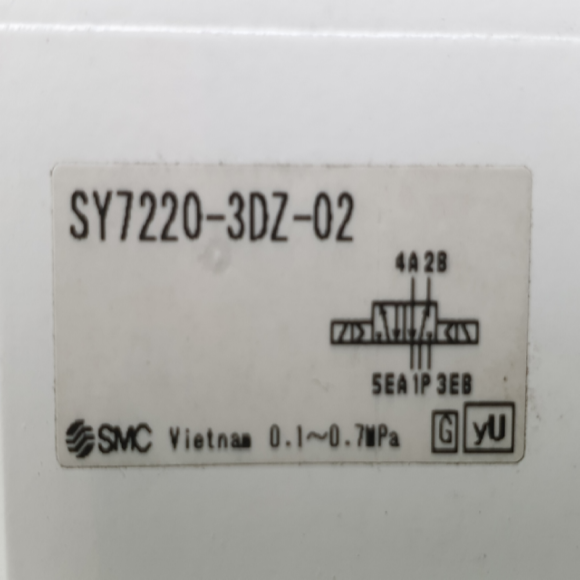 SY7220-3DZ-02
4A 2B
5EA 1P 3EB
SMC Vietnam 0.1~0.7MPa G yU